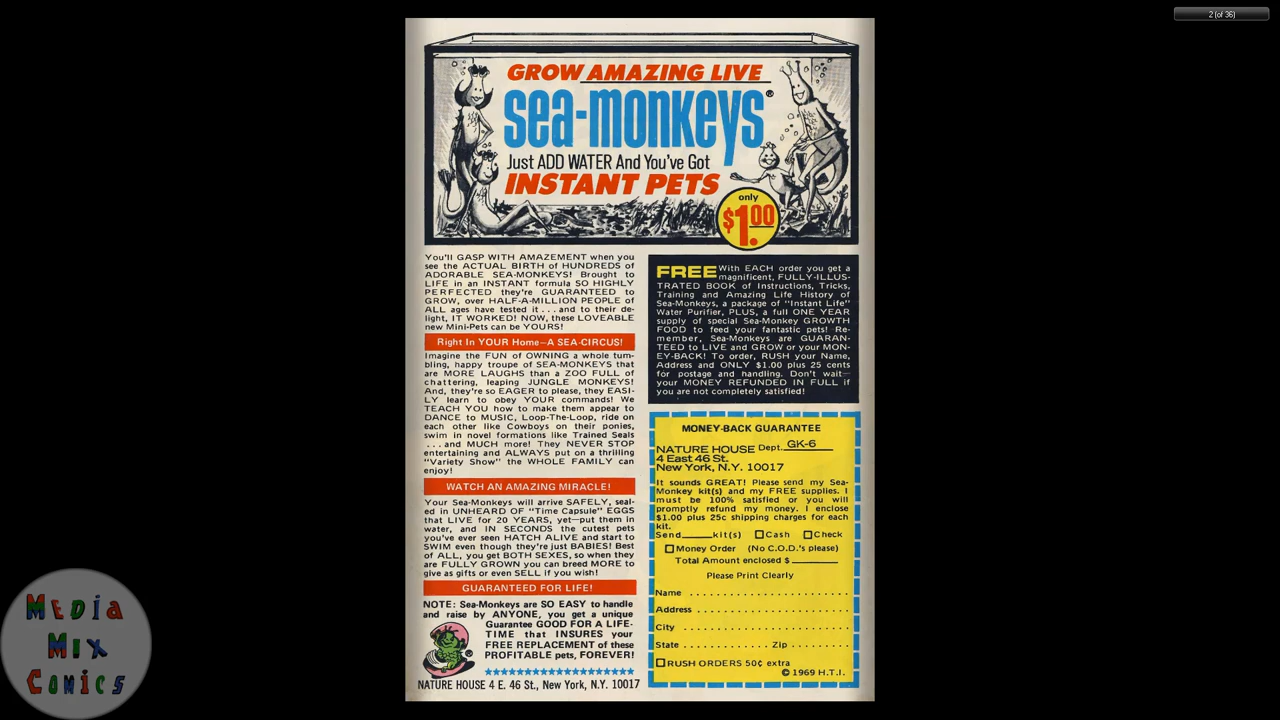 2 (of 36)
GROW AMAZING LIVE
sea-monkeys®
Just ADD WATER And You've Got
INSTANT PETS
only
$1.00
You'll GASP WITH AMAZEMENT when you
see the ACTUAL BIRTH of HUNDREDS of
ADORABLE SEA-MONKEYS! Brought to
LIFE in an INSTANT formula SO HIGHLY
PERFECTED they're GUARANTEED to
GROW, over HALF-A-MILLION PEOPLE OF
ALL ages have tested it...and to their de-
light, IT WORKED! NOW, these LOVEABLE
new Mini-Pets can be YOURS!
Right In YOUR Home—A SEA-CIRCUS!
Imagine the FUN of OWNING a whole tum-
bling, happy troupe of SEA-MONKEYS that
are MORE LAUGHS than a ZOO FULL of
chattering, leaping JUNGLE MONKEYS!
And, they're so EAGER to please, they EASI-
LY learn to obey YOUR commands! We
TEACH YOU how to make them appear to
DANCE to MUSIC, Loop-The-Loop, ride on
each other like Cowboys on their ponies,
swim in novel formations like Trained Seals
...and MUCH more! They NEVER STOP
entertaining and ALWAYS put on a thrilling
"Variety Show" the WHOLE FAMILY can
enjoy!
WATCH AN AMAZING MIRACLE!
Your Sea-Monkeys will arrive SAFELY, seal-
ed in UNHEARD OF "Time Capsule" EGGS
that LIVE for 20 YEARS, yet—put them in
water, and IN SECONDS the cutest pets
you've ever seen HATCH ALIVE and start to
SWIM even though they're just BABIES! Best
of ALL, you get BOTH SEXES, so when they
are FULLY GROWN you can breed MORE to
give as gifts or even SELL if you wish!
GUARANTEED FOR LIFE!
NOTE: Sea-Monkeys are SO EASY to handle
and raise by ANYONE, you get a unique
Guarantee GOOD FOR A LIFE-
TIME that INSURES your
FREE REPLACEMENT of these
PROFITABLE pets, FOREVER!
®
NATURE HOUSE 4 E. 46 St., New York, N.Y. 10017
FREE With EACH order you get a
magnificent, FULLY-ILLUS-
TRATED BOOK of Instructions, Tricks,
Training and Amazing Life History of
Sea-Monkeys, a package of "Instant Life"
Water Purifier, PLUS, a full ONE YEAR
supply of special Sea-Monkey GROWTH
FOOD to feed your fantastic pets! Re-
member, Sea-Monkeys are GUARAN-
TEED to LIVE and GROW or your MON-
EY-BACK! To order, RUSH your Name,
Address and ONLY $1.00 plus 25 cents
for postage and handling. Don't wait—
your MONEY REFUNDED IN FULL if
you are not completely satisfied!
MONEY-BACK GUARANTEE
NATURE HOUSE Dept. GK-6
4 East 46 St.
New York, N.Y. 10017
It sounds GREAT! Please send my Sea-
Monkey kit(s) and my FREE supplies. I
must be 100% satisfied or you will
promptly refund my money. I enclose
$1.00 plus 25c shipping charges for each
kit.
Send_____kit(s) Cash Check
Money Order (No C.O.D.'s please)
Total Amount enclosed $
Please Print Clearly
Name
Address
City
State Zip
RUSH ORDERS 50¢ extra
© 1969 H.T.I.
MEDIA
MIX
COMICS